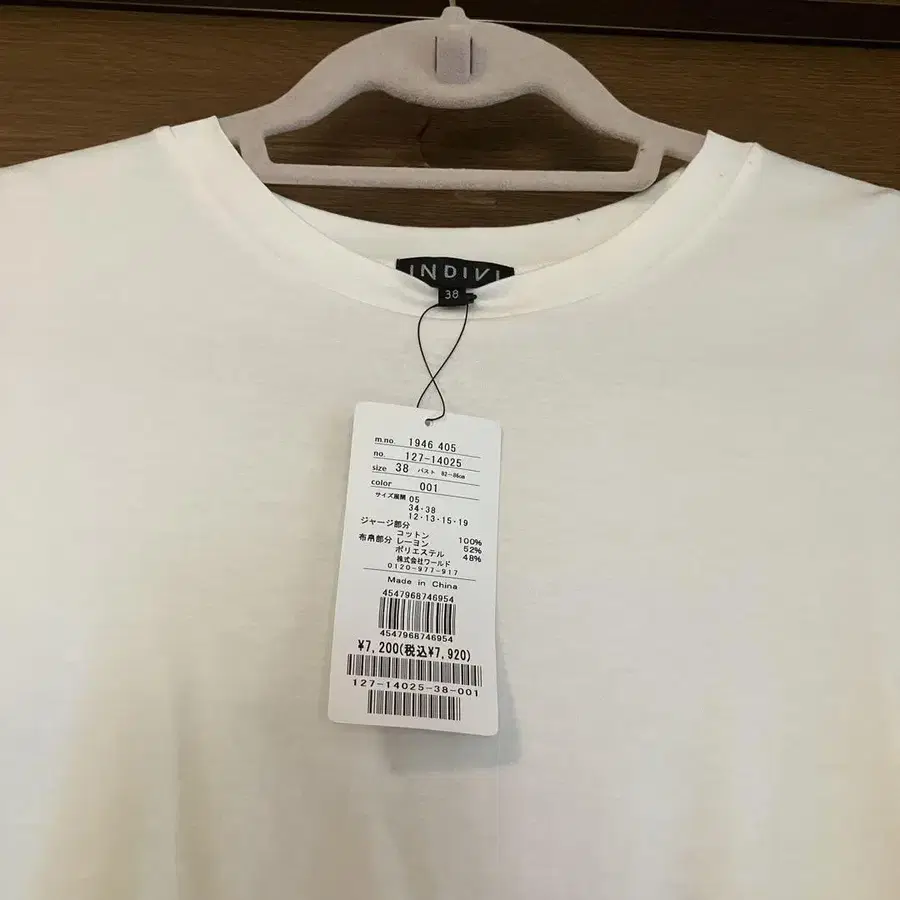 INDIVI
38
m.no. 1946 405
no. 127-14025
size 38 バスト 82~86cm
color 001
サイズ展開 05
34・38
12・13・15・19
ジャージ部分
コットン 100%
布帛部分 レーヨン 52%
ポリエステル 48%
株式会社ワールド
0120-977-917
Made in China
4547968746954
4547968746954
¥7,200(税込¥7,920)
127-14025-38-001